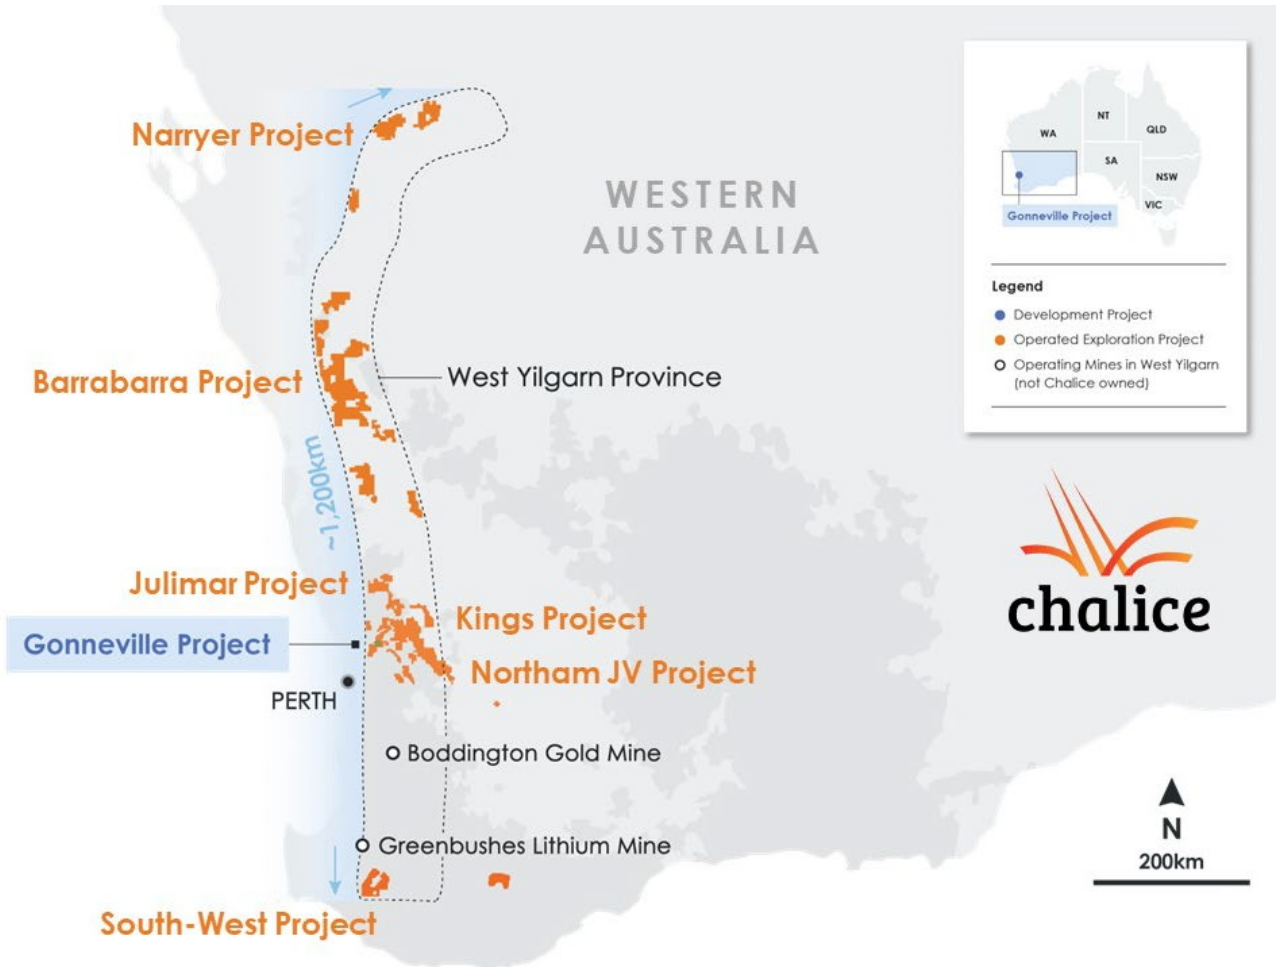 Narryer Project
WESTERN
AUSTRALIA
Barrabarra Project
West Yilgarn Province
~1,200km
Julimar Project
Kings Project
Gonneville Project
Northam JV Project
PERTH
Boddington Gold Mine
Greenbushes Lithium Mine
South-West Project
NT
WA
QLD
SA
NSW
VIC
Gonneville Project
Legend
Development Project
Operated Exploration Project
Operating Mines in West Yilgarn
(not Chalice owned)
chalice
N
200km